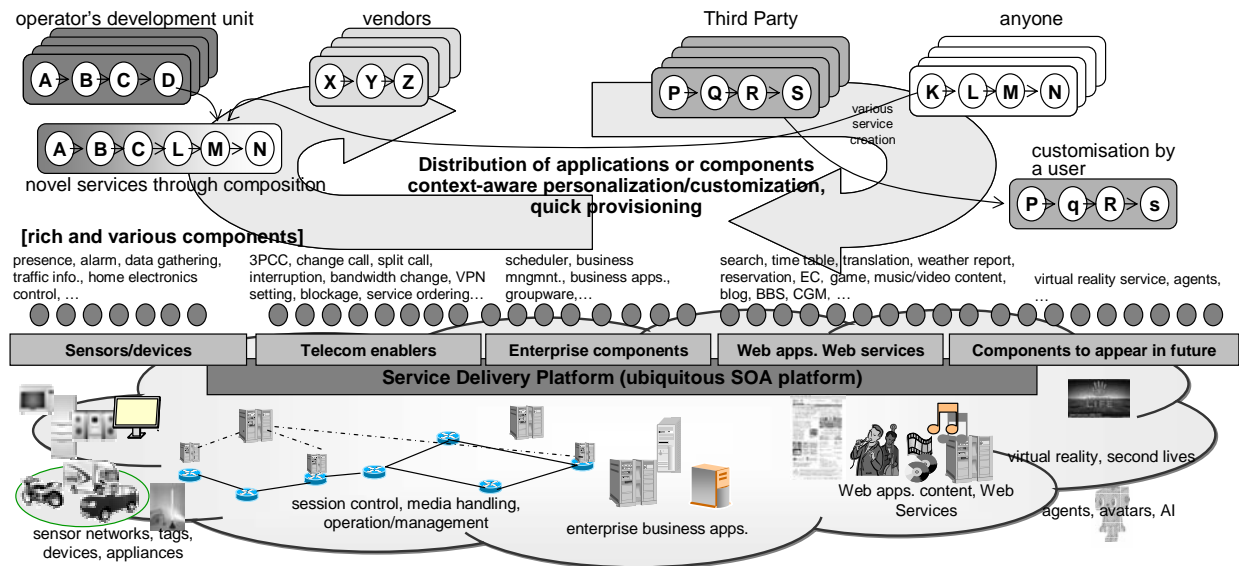 operator's development unit
vendors
Third Party
anyone
A B C D
X Y Z
P Q R S
K L M N
various
service
creation
A B C L M N
novel services through composition
Distribution of applications or components
context-aware personalization/customization,
quick provisioning
customisation by
a user
P q R s
[rich and various components]
presence, alarm, data gathering,
traffic info., home electronics
control, …
3PCC, change call, split call,
interruption, bandwidth change, VPN
setting, blockage, service ordering…
scheduler, business
mngmnt., business apps.,
groupware,…
search, time table, translation, weather report,
reservation, EC, game, music/video content,
blog, BBS, CGM, …
virtual reality service, agents,
…
Sensors/devices
Telecom enablers
Enterprise components
Web apps. Web services
Components to appear in future
Service Delivery Platform (ubiquitous SOA platform)
LIFE
session control, media handling,
operation/management
enterprise business apps.
Web apps. content, Web
Services
virtual reality, second lives
agents, avatars, AI
sensor networks, tags,
devices, appliances